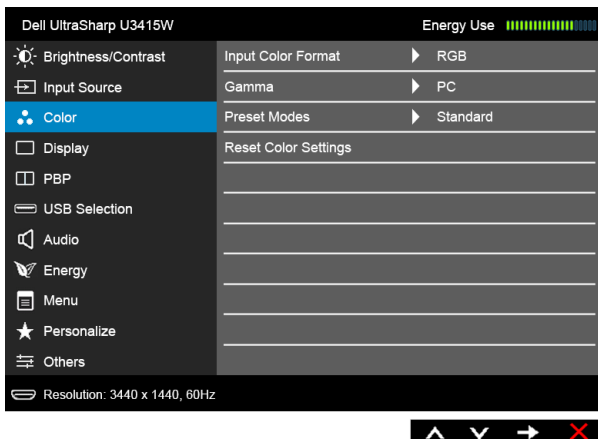 Dell UltraSharp U3415W Energy Use
Brightness/Contrast Input Color Format RGB
Input Source Gamma PC
Color Preset Modes Standard
Display Reset Color Settings
PBP
USB Selection
Audio
Energy
Menu
Personalize
Others
Resolution: 3440 x 1440, 60Hz